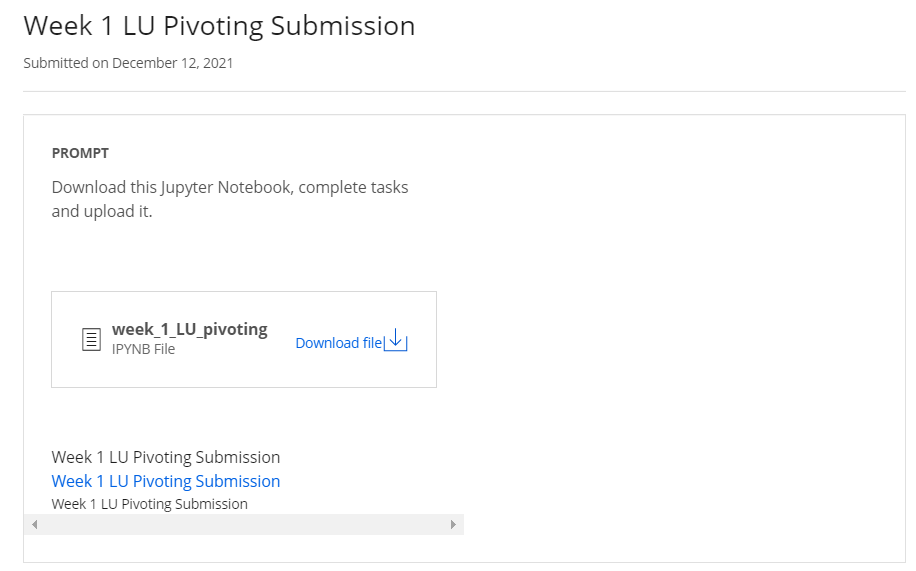 Week 1 LU Pivoting Submission
Submitted on December 12, 2021
PROMPT
Download this Jupyter Notebook, complete tasks
and upload it.
week_1_LU_pivoting
IPYNB File
Download file
Week 1 LU Pivoting Submission
Week 1 LU Pivoting Submission
Week 1 LU Pivoting Submission